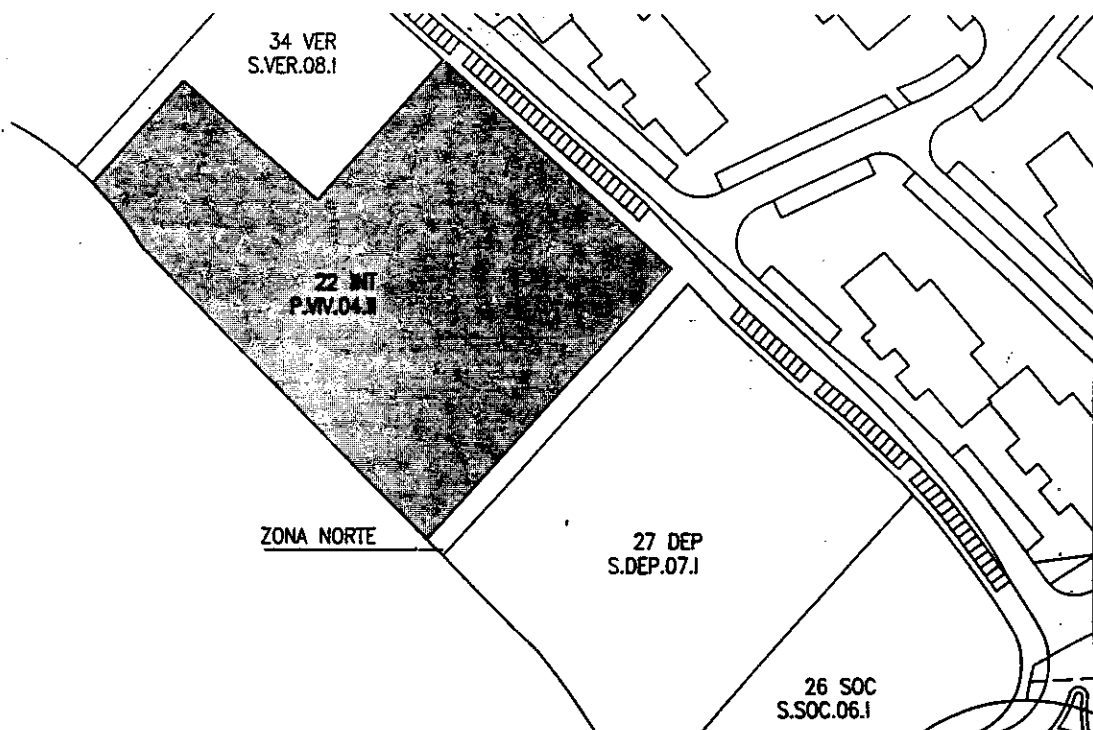 34 VER
S.VER.08.I
22 INT
P.VIV.04.II
ZONA NORTE
27 DEP
S.DEP.07.I
26 SOC
S.SOC.06.I